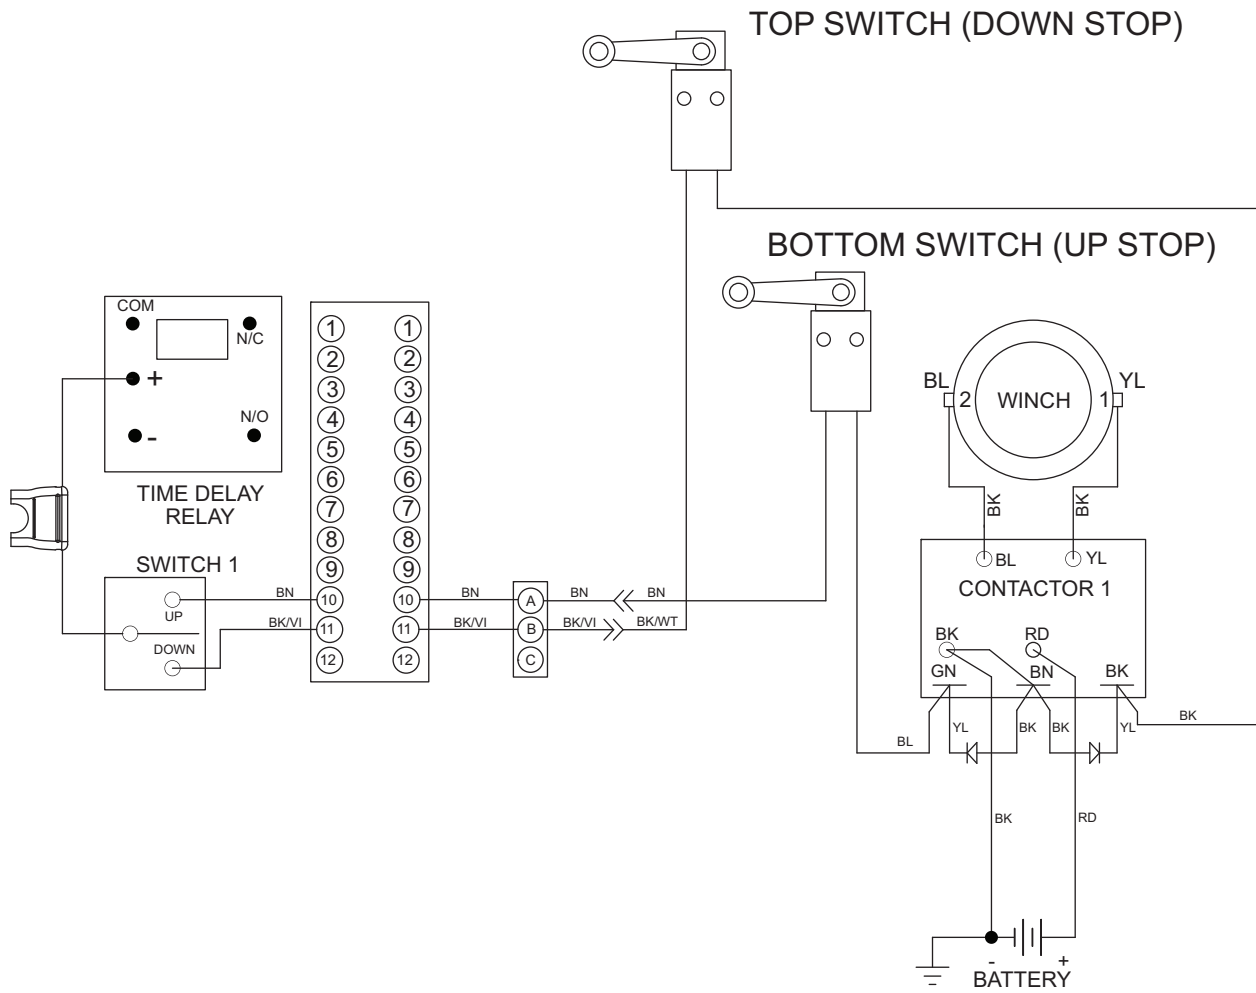 TOP SWITCH (DOWN STOP)
BOTTOM SWITCH (UP STOP)
COM
N/C
+
N/O
-
TIME DELAY
RELAY
SWITCH 1
UP
DOWN
1 1
2 2
3 3
4 4
5 5
6 6
7 7
8 8
9 9
BN 10 10 BN A BN BN
BK/VI 11 11 BK/VI B BK/VI BK/WT
12 12 C
BL 2 WINCH 1 YL
BK BK
BL YL
CONTACTOR 1
BK RD
GN BN BK
BL YL BK BK YL BK
BK RD
- +
BATTERY